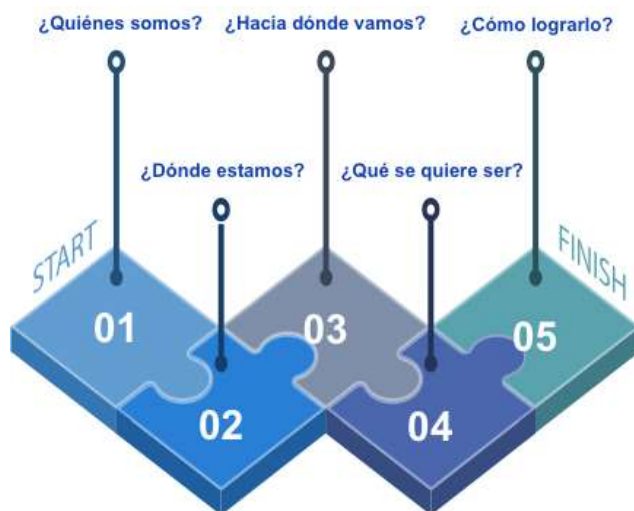 ¿Quiénes somos?
¿Hacia dónde vamos?
¿Cómo lograrlo?
¿Dónde estamos?
¿Qué se quiere ser?
START
FINISH
01
03
05
02
04